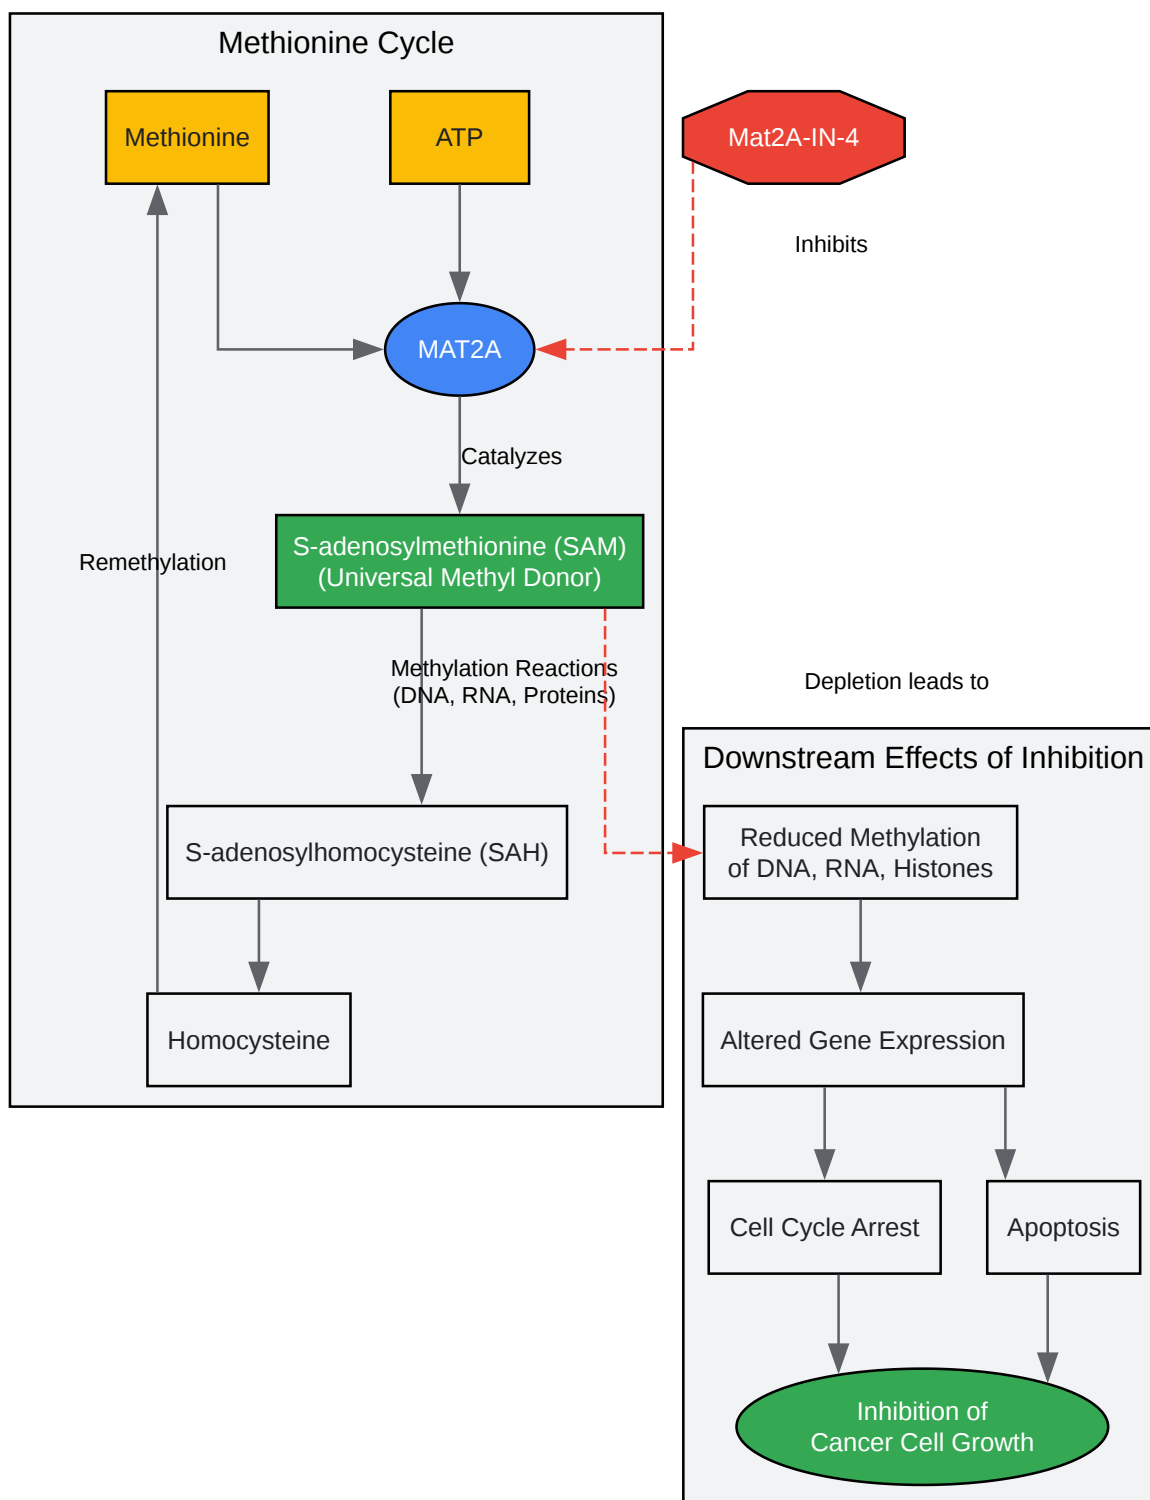 Methionine Cycle
Methionine
ATP
Mat2A-IN-4
Inhibits
MAT2A
Catalyzes
S-adenosylmethionine (SAM)
(Universal Methyl Donor)
Remethylation
Methylation Reactions
(DNA, RNA, Proteins)
Depletion leads to
Downstream Effects of Inhibition
S-adenosylhomocysteine (SAH)
Reduced Methylation
of DNA, RNA, Histones
Homocysteine
Altered Gene Expression
Cell Cycle Arrest
Apoptosis
Inhibition of
Cancer Cell Growth